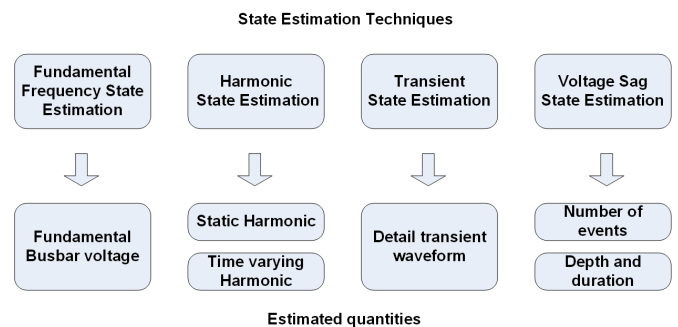 State Estimation Techniques
Fundamental
Frequency State
Estimation
Harmonic
State Estimation
Transient
State Estimation
Voltage Sag
State Estimation
Fundamental
Busbar voltage
Static Harmonic
Time varying
Harmonic
Detail transient
waveform
Number of
events
Depth and
duration
Estimated quantities